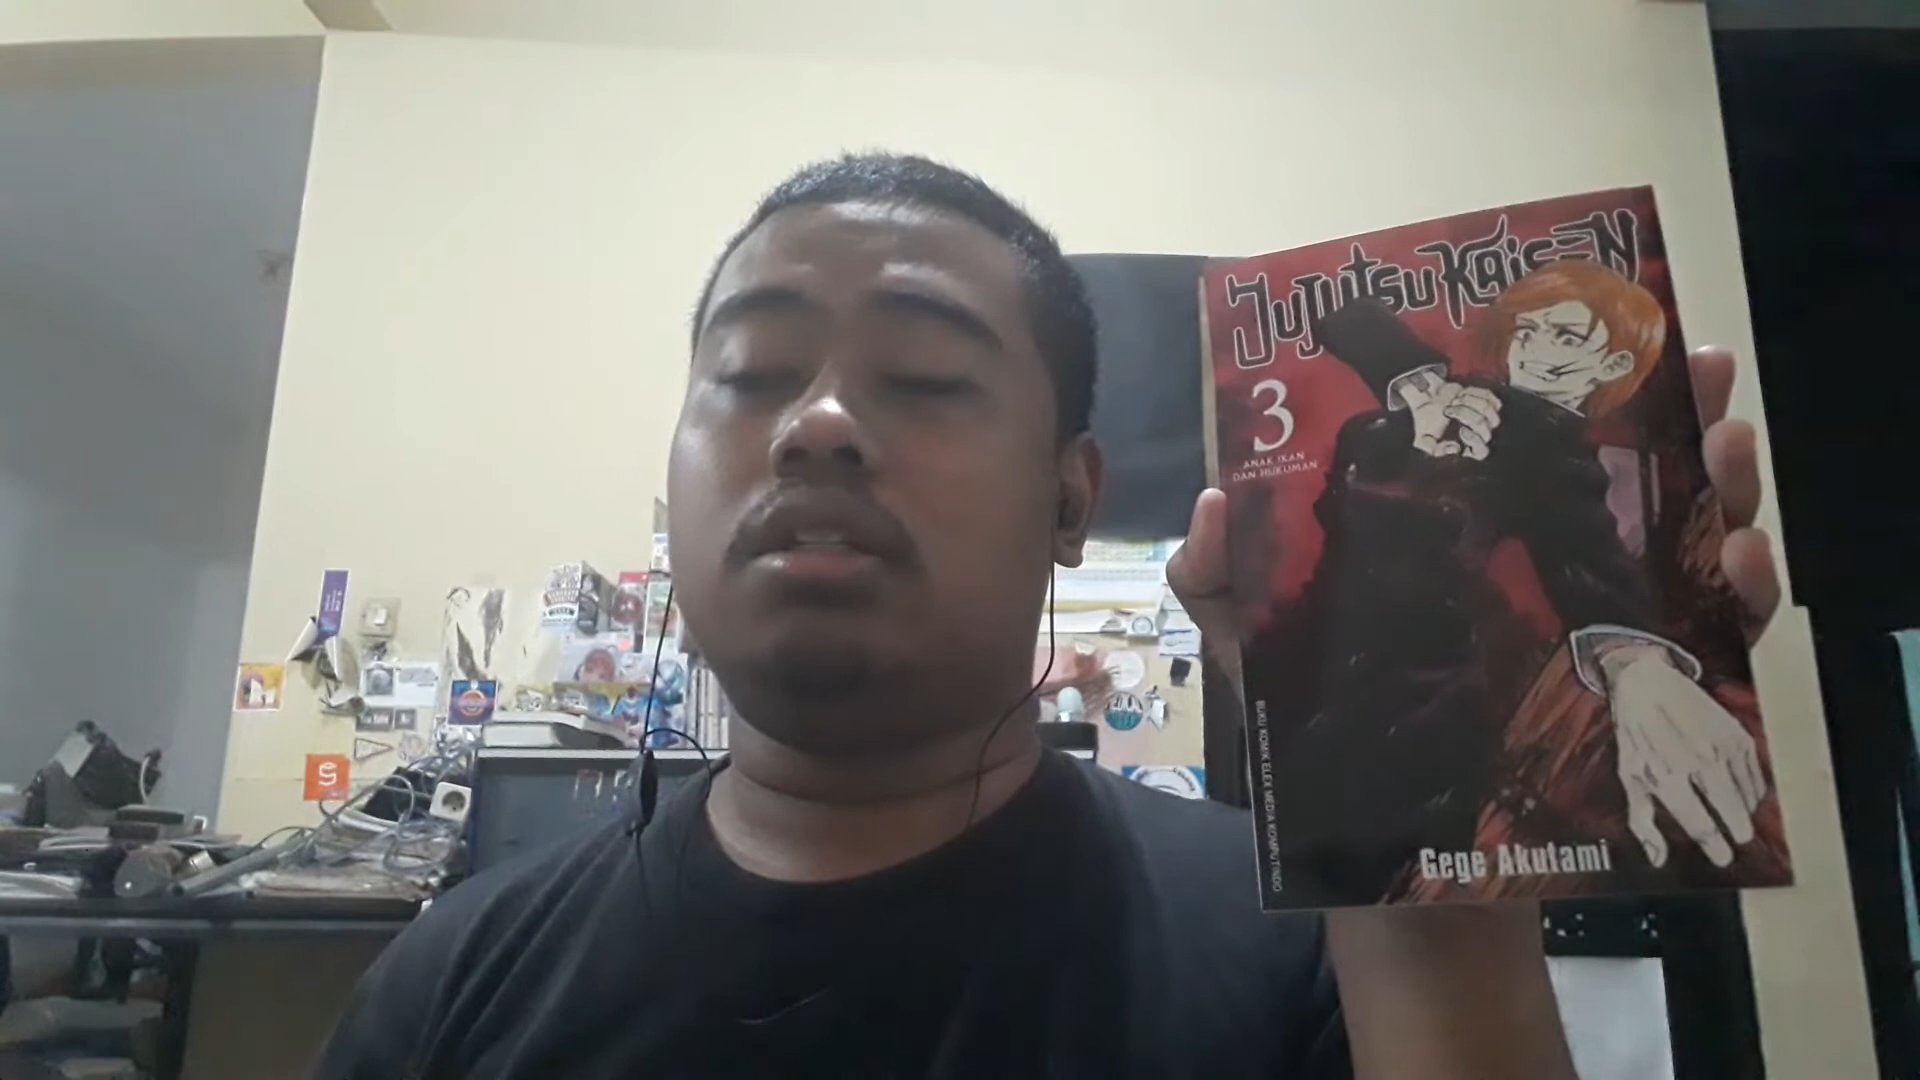 JUJUTSU KAISEN
3
ANAK IKAN
DAN HUKUMAN
BUKU KOMIK ELEX MEDIA KOMPUTINDO
Gege Akutami